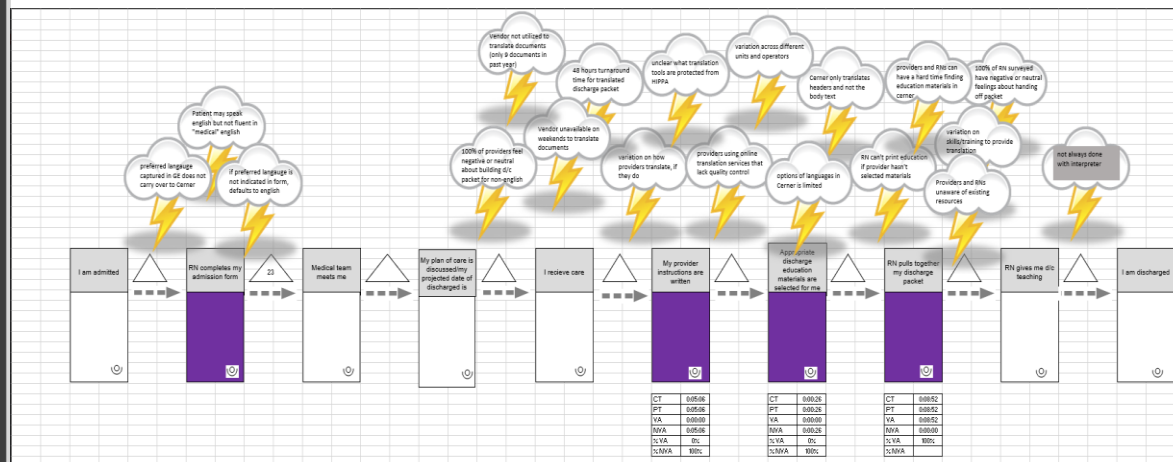 Vendor not utilized to
translate documents
(only 9 documents in
past year)
48 hours turnaround
time for translated
discharge packet
unclear what translation
tools are protected from
HIPPA
variation across different
units and operators
Cerner only translates
headers and not the
body text
providers and RNs can
have a hard time finding
education materials in
cerner
100% of RN surveyed
have negative or neutral
feelings about handing
off packet
Patient may speak
english but not fluent in
"medical" english
preferred langauge
captured in GE does not
carry over to Cerner
if preferred language is
not indicated in form,
defaults to english
100% of providers feel
negative or neutral
about building d/c
packet for non-english
Vendor unavailable on
weekends to translate
documents
variation on how
providers translate, if
they do
providers using online
translation services that
lack quality control
options of languages in
Cerner is limited
RN can't print education
if provider hasn't
selected materials
variation on
skills/training to provide
translation
Providers and RNs
unaware of existing
resources
not always done
with interpreter
I am admitted
RN completes my
admission form
23
Medical team
meets me
My plan of care is
discussed/my
projected date of
discharged is
I recieve care
My provider
instructions are
written
Appropriate
discharge
education
materials are
selected for me
RN pulls together
my discharge
packet
RN gives me d/c
teaching
I am discharged
CT 0:05:06
PT 0:05:06
VA 0:00:00
NVA 0:05:06
% VA 0%
% NVA 100%
CT 0:00:26
PT 0:00:26
VA 0:00:00
NVA 0:00:26
% VA 0%
% NVA 100%
CT 0:08:52
PT 0:08:52
VA 0:08:52
NVA 0:00:00
% VA 100%
% NVA